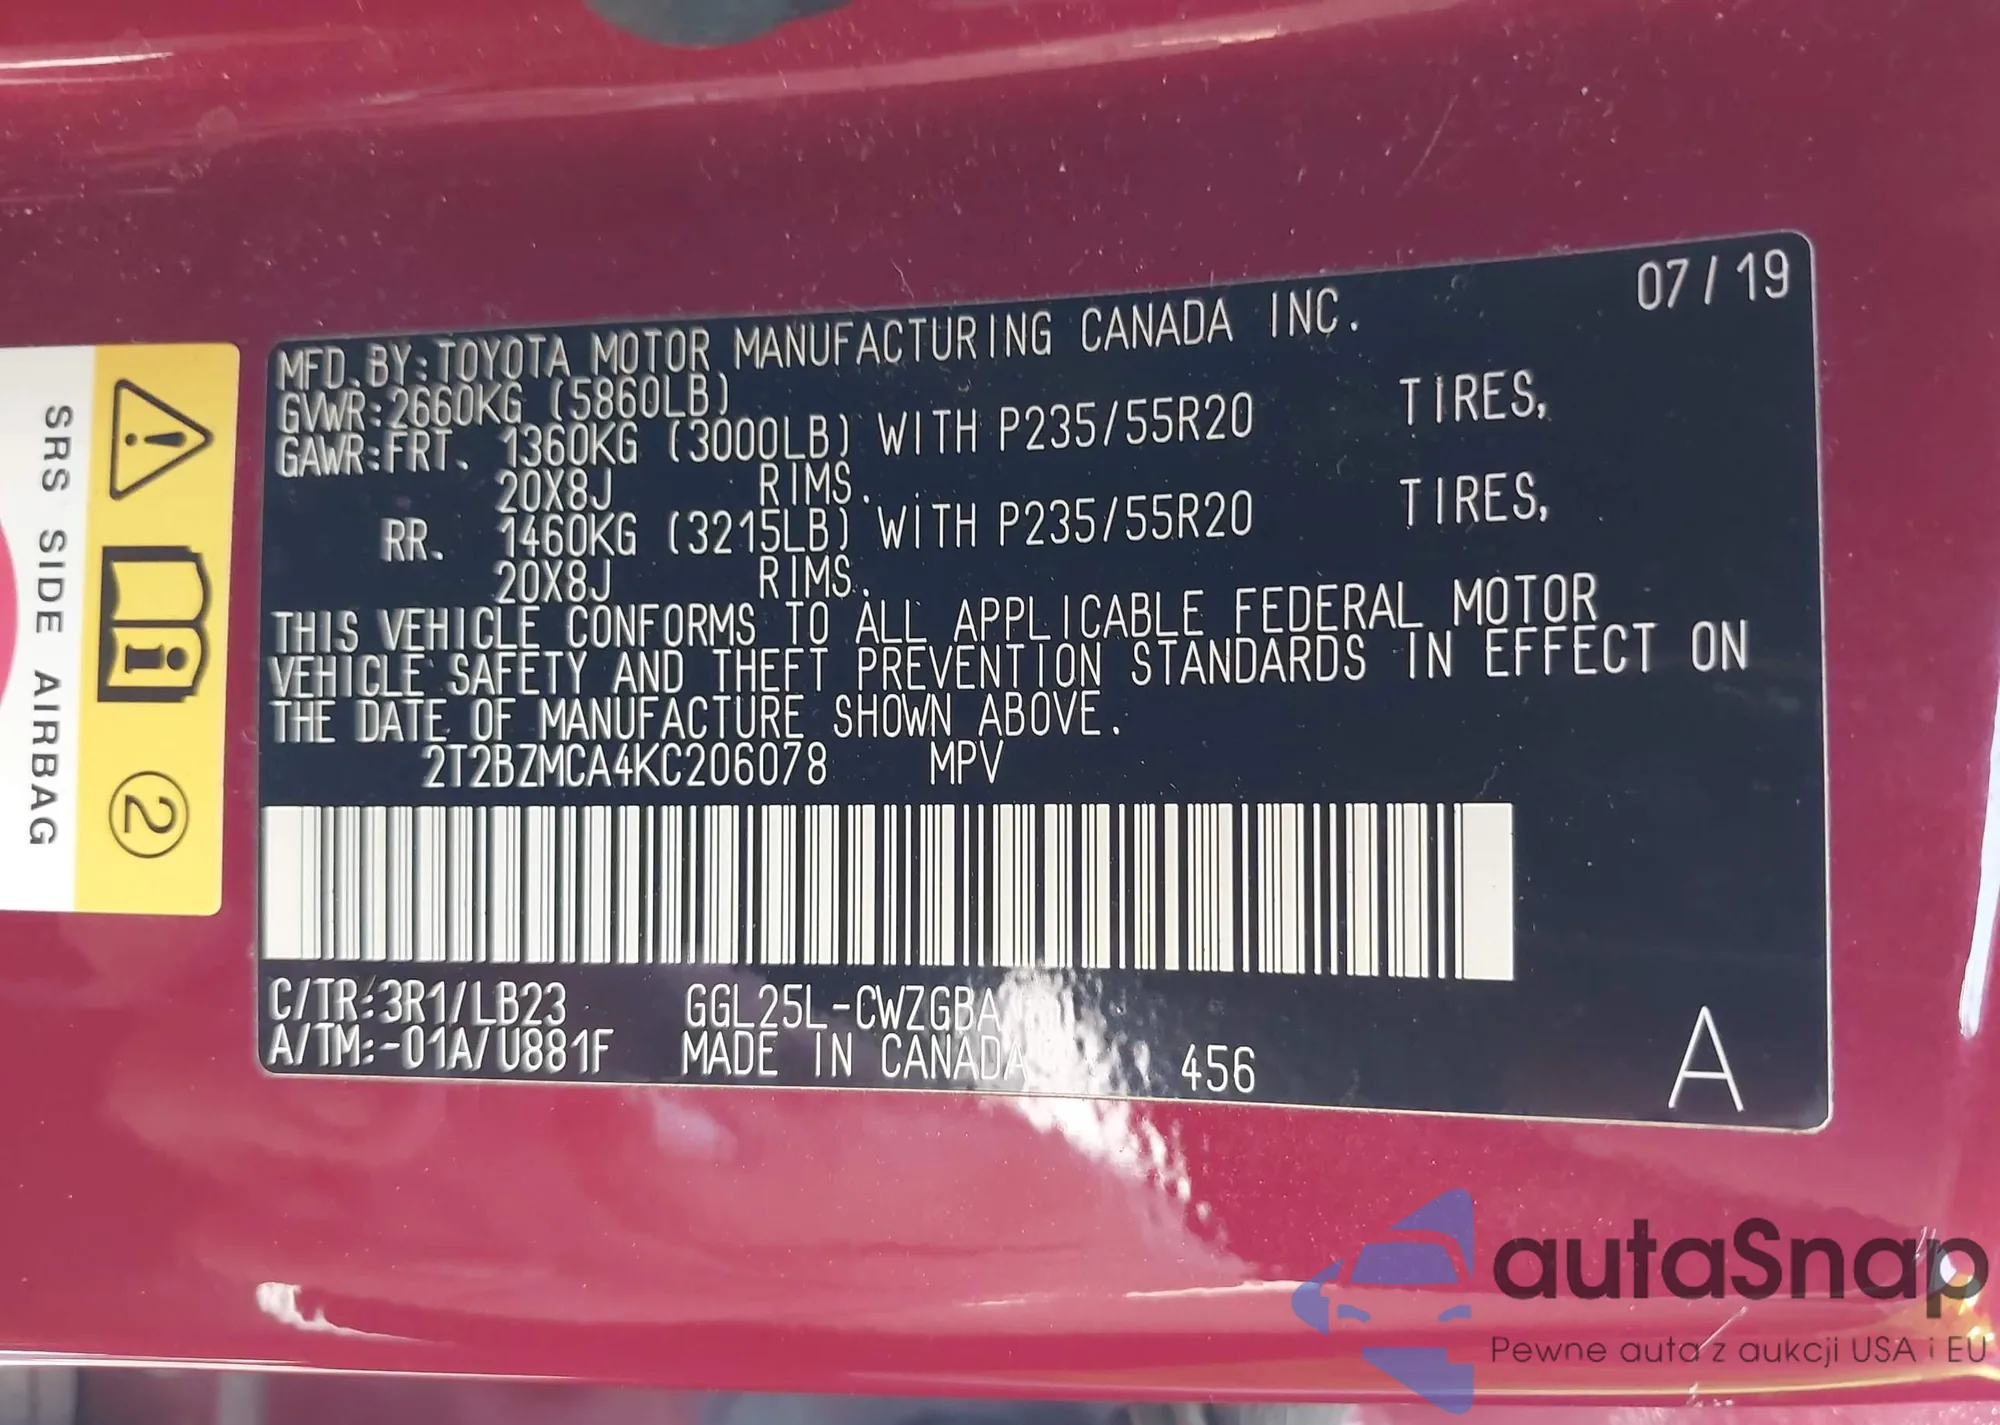 07/19
MFD.BY:TOYOTA MOTOR MANUFACTURING CANADA INC.
GVWR:2660KG (5860LB)
GAWR:FRT. 1360KG (3000LB) WITH P235/55R20 TIRES,
20X8J RIMS.
RR. 1460KG (3215LB) WITH P235/55R20 TIRES,
20X8J RIMS.
THIS VEHICLE CONFORMS TO ALL APPLICABLE FEDERAL MOTOR
VEHICLE SAFETY AND THEFT PREVENTION STANDARDS IN EFFECT ON
THE DATE OF MANUFACTURE SHOWN ABOVE.
2T2BZMCA4KC206078 MPV
C/TR:3R1/LB23 GGL25L-CWZGBA
A/TM:-01A/U881F MADE IN CANADA 456
A
SRS SIDE AIRBAG
2
autaSnap
Pewne auta z aukcji USA i EU